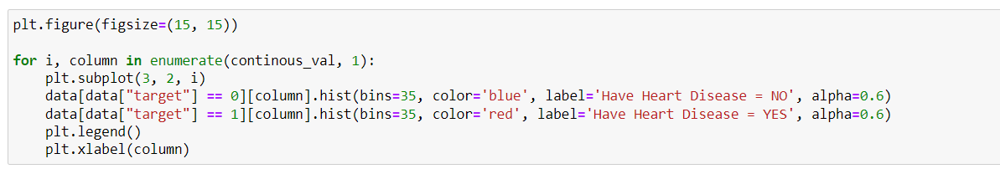 plt.figure(figsize=(15, 15))
for i, column in enumerate(continous_val, 1):
    plt.subplot(3, 2, i)
    data[data["target"] == 0][column].hist(bins=35, color='blue', label='Have Heart Disease = NO', alpha=0.6)
    data[data["target"] == 1][column].hist(bins=35, color='red', label='Have Heart Disease = YES', alpha=0.6)
    plt.legend()
    plt.xlabel(column)